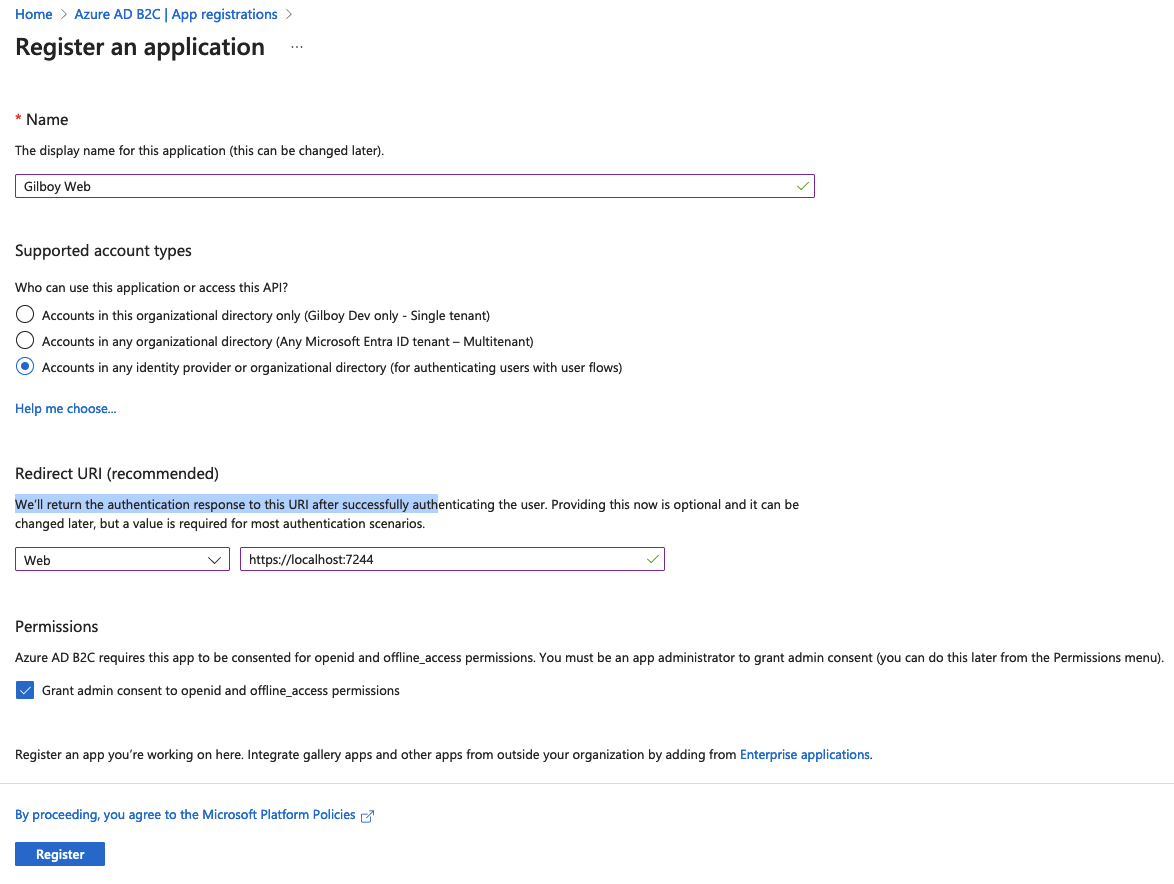 Home > Azure AD B2C | App registrations >
Register an application ...
* Name
The display name for this application (this can be changed later).
Gilboy Web
Supported account types
Who can use this application or access this API?
Accounts in this organizational directory only (Gilboy Dev only - Single tenant)
Accounts in any organizational directory (Any Microsoft Entra ID tenant – Multitenant)
Accounts in any identity provider or organizational directory (for authenticating users with user flows)
Help me choose...
Redirect URI (recommended)
We'll return the authentication response to this URI after successfully authenticating the user. Providing this now is optional and it can be
changed later, but a value is required for most authentication scenarios.
Web https://localhost:7244
Permissions
Azure AD B2C requires this app to be consented for openid and offline_access permissions. You must be an app administrator to grant admin consent (you can do this later from the Permissions menu).
Grant admin consent to openid and offline_access permissions
Register an app you're working on here. Integrate gallery apps and other apps from outside your organization by adding from Enterprise applications.
By proceeding, you agree to the Microsoft Platform Policies
Register